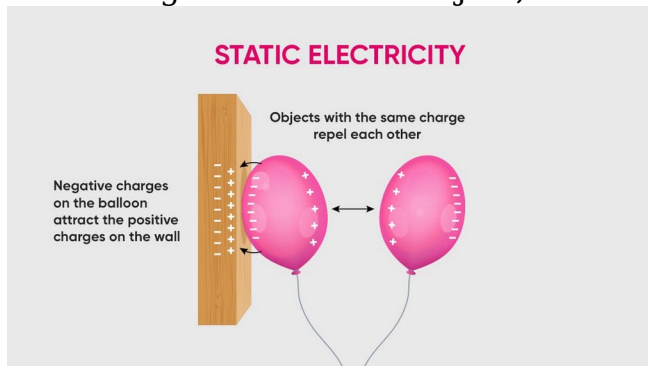 STATIC ELECTRICITY
Objects with the same charge
repel each other
Negative charges
on the balloon
attract the positive
charges on the wall